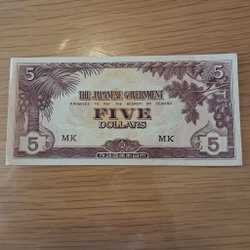 5 5
THE JAPANESE GOVERNMENT
PROMISES TO PAY THE BEARER ON DEMAND
FIVE
DOLLARS
MK MK
5 5